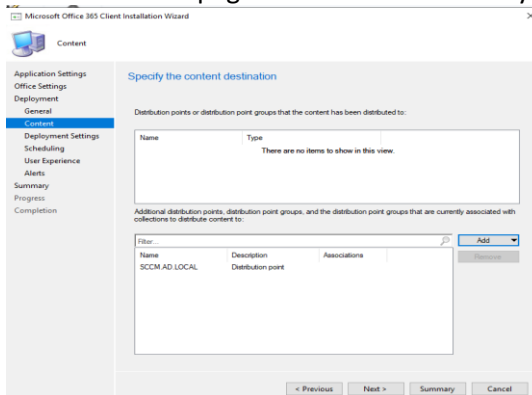 Microsoft Office 365 Client Installation Wizard
Content
Application Settings
Office Settings
Deployment
General
Content
Deployment Settings
Scheduling
User Experience
Alerts
Summary
Progress
Completion
Specify the content destination
Distribution points or distribution point groups that the content has been distributed to:
Name Type
There are no items to show in this view.
Additional distribution points, distribution point groups, and the distribution point groups that are currently associated with
collections to distribute content to:
Filter...
Add
Remove
Name Description Associations
SCCM.AD.LOCAL Distribution point
< Previous Next > Summary Cancel